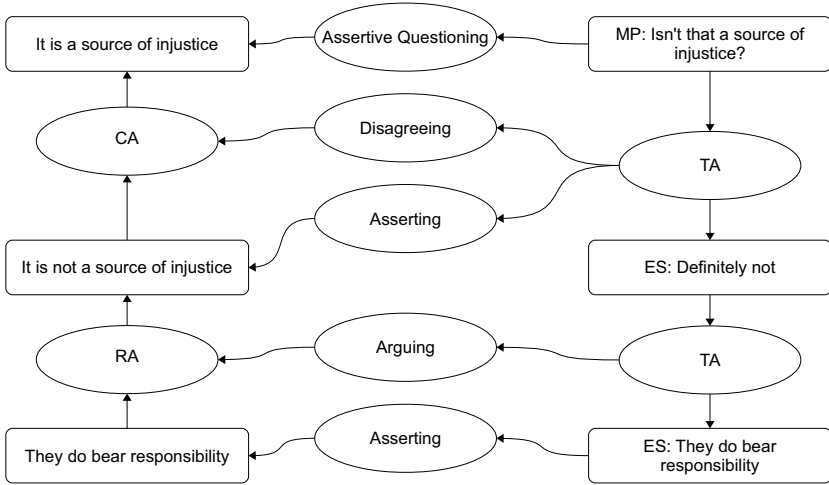 It is a source of injustice
Assertive Questioning
MP: Isn't that a source of
injustice?
CA
Disagreeing
TA
Asserting
It is not a source of injustice
ES: Definitely not
RA
Arguing
TA
They do bear responsibility
Asserting
ES: They do bear
responsibility